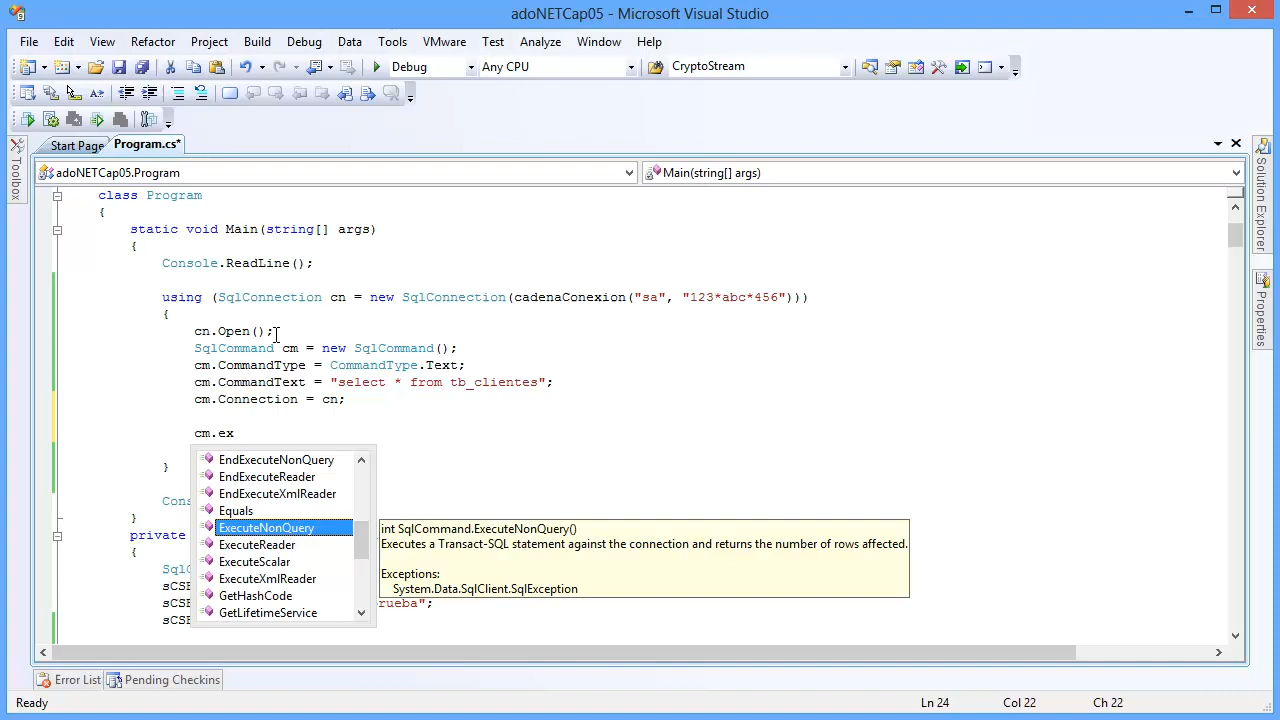 adoNETCap05 - Microsoft Visual Studio
File Edit View Refactor Project Build Debug Data Tools VMware Test Analyze Window Help
Debug Any CPU CryptoStream
Toolbox
Start Page Program.cs*
adoNETCap05.Program Main(string[] args)
class Program
{
static void Main(string[] args)
{
Console.ReadLine();
using (SqlConnection cn = new SqlConnection(cadenaConexion("sa", "123*abc*456")))
{
cn.Open();
SqlCommand cm = new SqlCommand();
cm.CommandType = CommandType.Text;
cm.CommandText = "select * from tb_clientes";
cm.Connection = cn;
cm.ex
EndExecuteNonQuery
EndExecuteReader
}
EndExecuteXmlReader
Cons
Equals
}
ExecuteNonQuery
int SqlCommand.ExecuteNonQuery()
private
ExecuteReader
Executes a Transact-SQL statement against the connection and returns the number of rows affected.
{
ExecuteScalar
SqlC
Exceptions:
ExecuteXmlReader
System.Data.SqlClient.SqlException
GetHashCode
rueba";
GetLifetimeService
Solution Explorer
Properties
Error List Pending Checkins
Ready Ln 24 Col 22 Ch 22